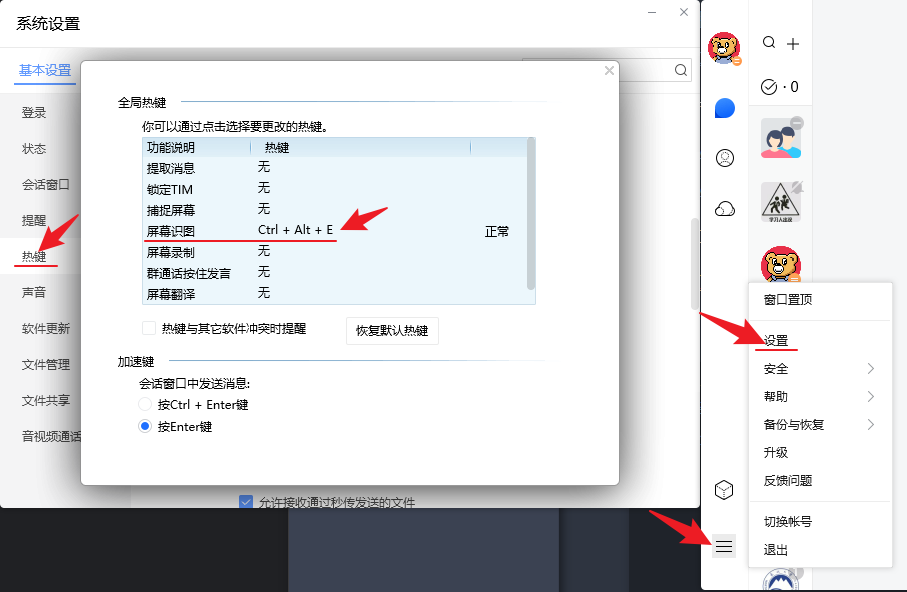 系统设置
基本设置
登录
状态
会话窗口
提醒
热键
声音
软件更新
文件管理
文件共享
音视频通话
全局热键
你可以通过点击选择要更改的热键。
功能说明 热键
提取消息 无
锁定TIM 无
捕捉屏幕 无
屏幕识图 Ctrl + Alt + E 正常
屏幕录制 无
群通话按住发言 无
屏幕翻译 无
热键与其它软件冲突时提醒
恢复默认热键
加速键
会话窗口中发送消息:
按Ctrl + Enter键
按Enter键
允许接收通过秒传发送的文件
· 0
学习人出没
窗口置顶
设置
安全
帮助
备份与恢复
升级
反馈问题
切换帐号
退出